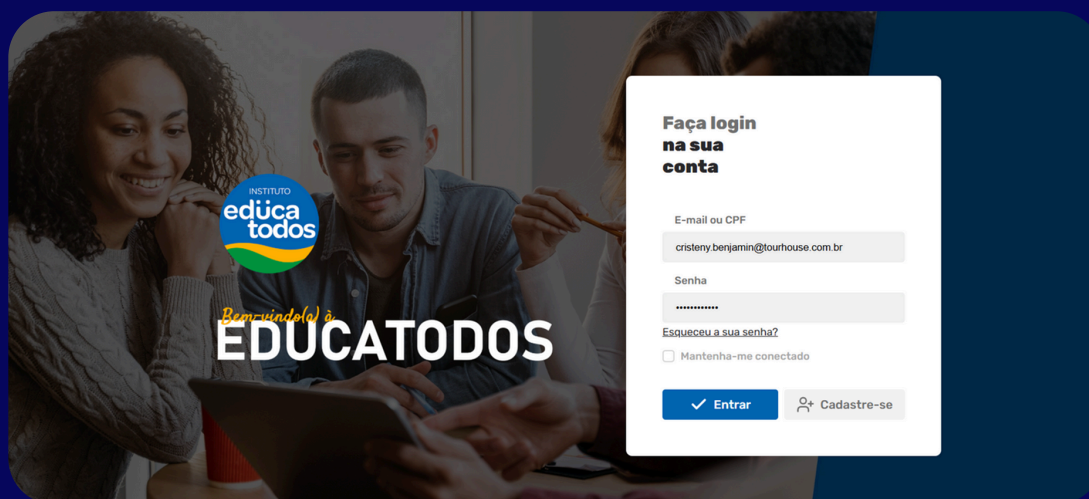 INSTITUTO
edüca
todos
Bem-vindo(a) à
EDUCATODOS
Faça login
na sua
conta
E-mail ou CPF
cristeny.benjamin@tourhouse.com.br
Senha
••••••••••••
Esqueceu a sua senha?
Mantenha-me conectado
Entrar
Cadastre-se